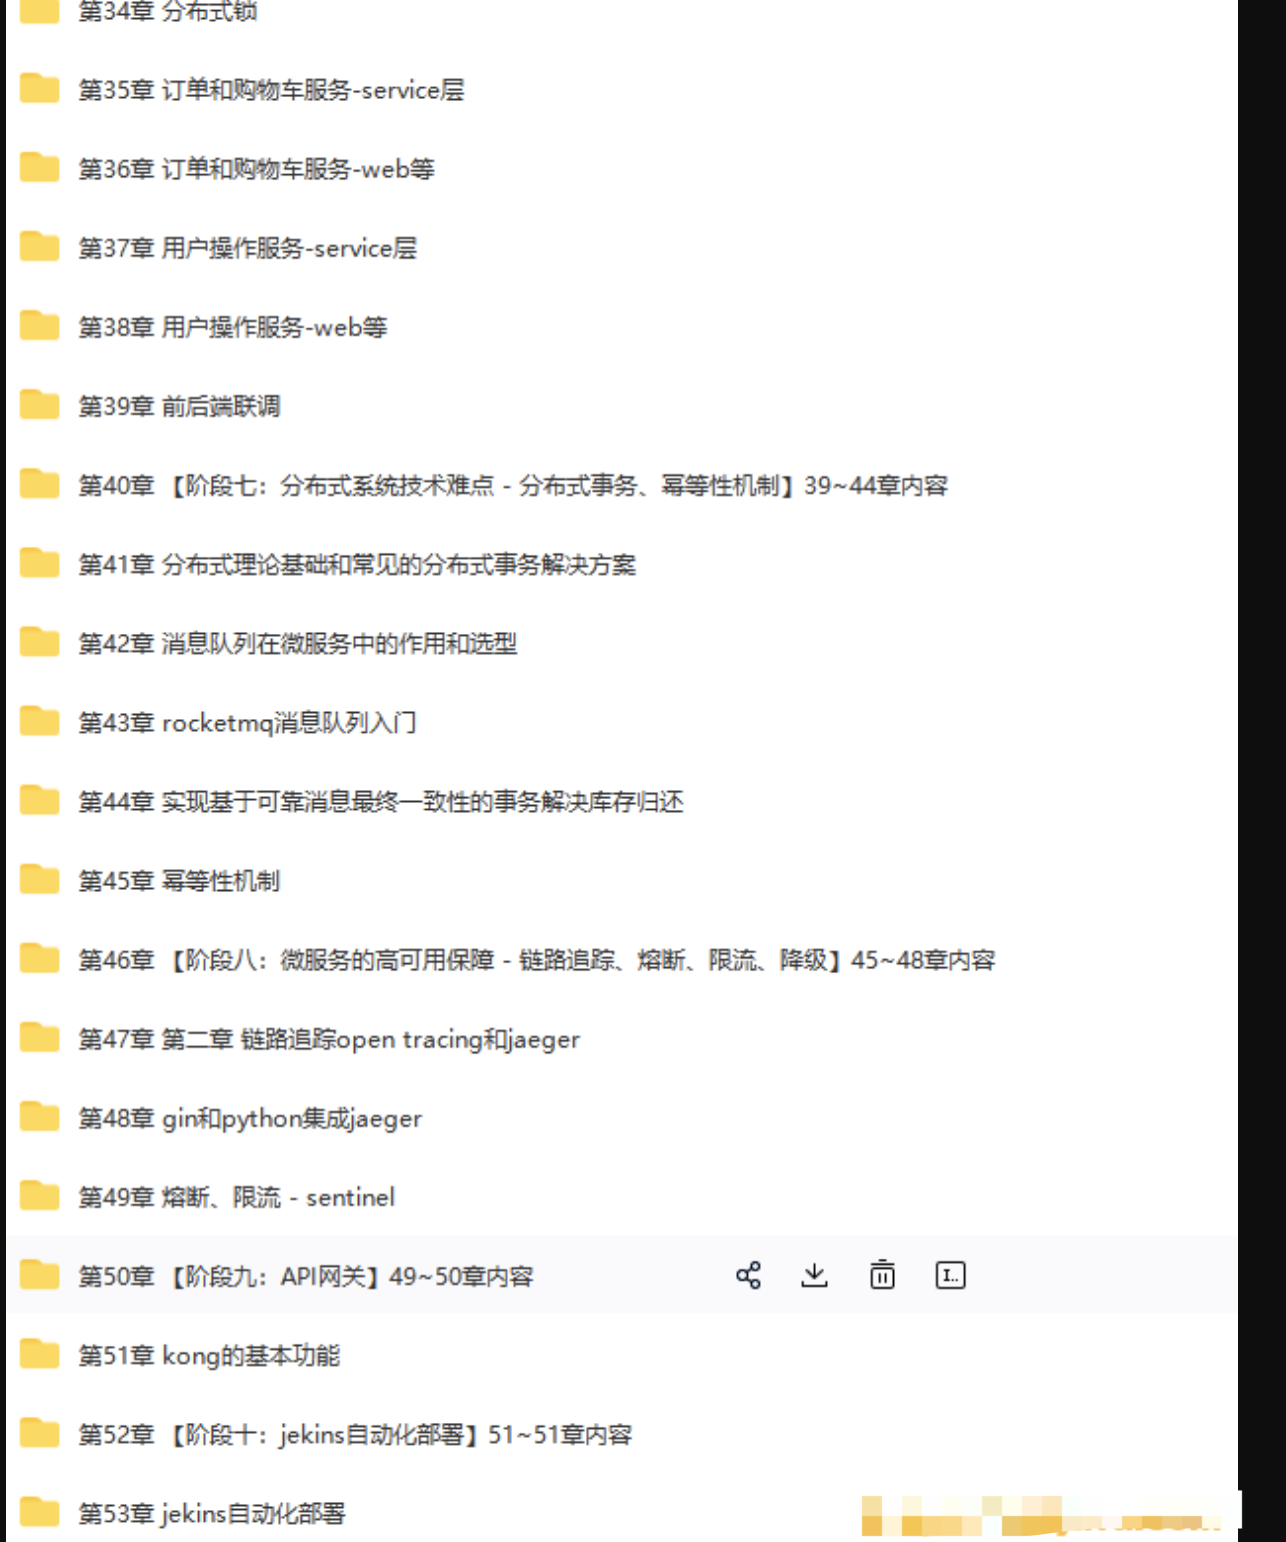 第34章 分布式锁
第35章 订单和购物车服务-service层
第36章 订单和购物车服务-web等
第37章 用户操作服务-service层
第38章 用户操作服务-web等
第39章 前后端联调
第40章 【阶段七：分布式系统技术难点 - 分布式事务、幂等性机制】39~44章内容
第41章 分布式理论基础和常见的分布式事务解决方案
第42章 消息队列在微服务中的作用和选型
第43章 rocketmq消息队列入门
第44章 实现基于可靠消息最终一致性的事务解决库存归还
第45章 幂等性机制
第46章 【阶段八：微服务的高可用保障 - 链路追踪、熔断、限流、降级】45~48章内容
第47章 第二章 链路追踪open tracing和jaeger
第48章 gin和python集成jaeger
第49章 熔断、限流 - sentinel
第50章 【阶段九：API网关】49~50章内容
第51章 kong的基本功能
第52章 【阶段十：jekins自动化部署】51~51章内容
第53章 jekins自动化部署